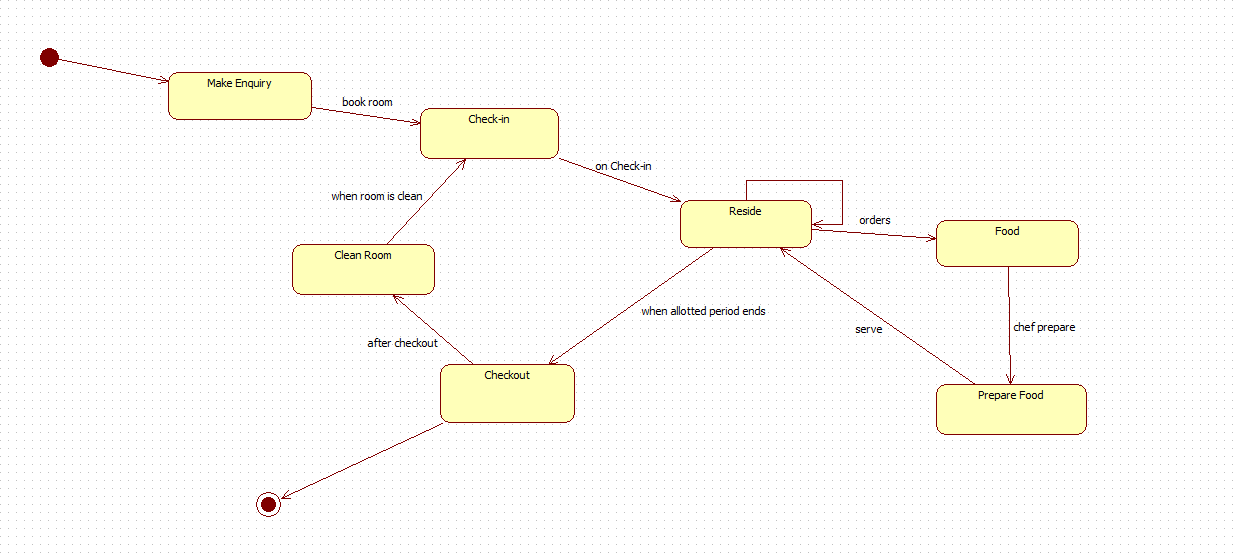 Make Enquiry
book room
Check-in
on Check-in
when room is clean
Reside
orders
Food
Clean Room
when allotted period ends
chef prepare
serve
after checkout
Checkout
Prepare Food